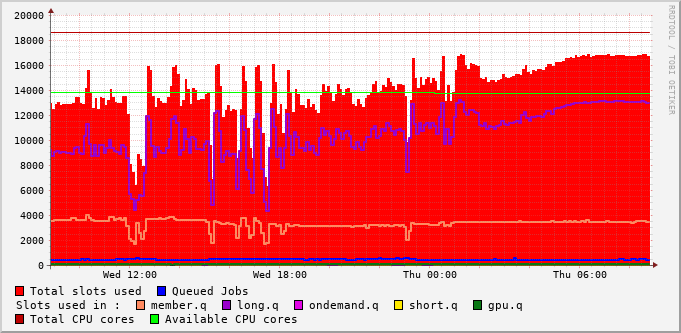 20000
18000
16000
14000
12000
10000
8000
6000
4000
2000
0
Wed 12:00 Wed 18:00 Thu 00:00 Thu 06:00
Total slots used Queued Jobs
Slots used in : member.q long.q ondemand.q short.q gpu.q
Total CPU cores Available CPU cores
RRDTOOL / TOBI OETIKER